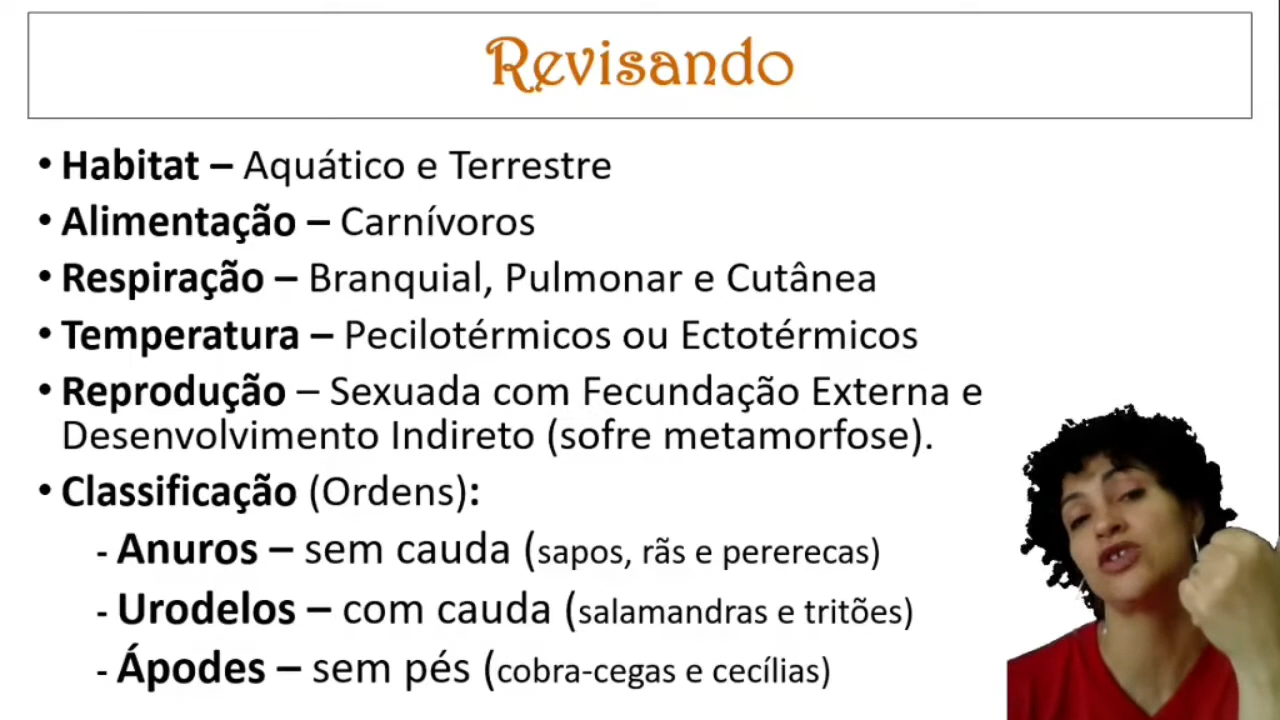 Revisando
• Habitat – Aquático e Terrestre
• Alimentação – Carnívoros
• Respiração – Branquial, Pulmonar e Cutânea
• Temperatura – Pecilotérmicos ou Ectotérmicos
• Reprodução – Sexuada com Fecundação Externa e
Desenvolvimento Indireto (sofre metamorfose).
• Classificação (Ordens):
- Anuros – sem cauda (sapos, rãs e pererecas)
- Urodelos – com cauda (salamandras e tritões)
- Ápodes – sem pés (cobra-cegas e cecílias)